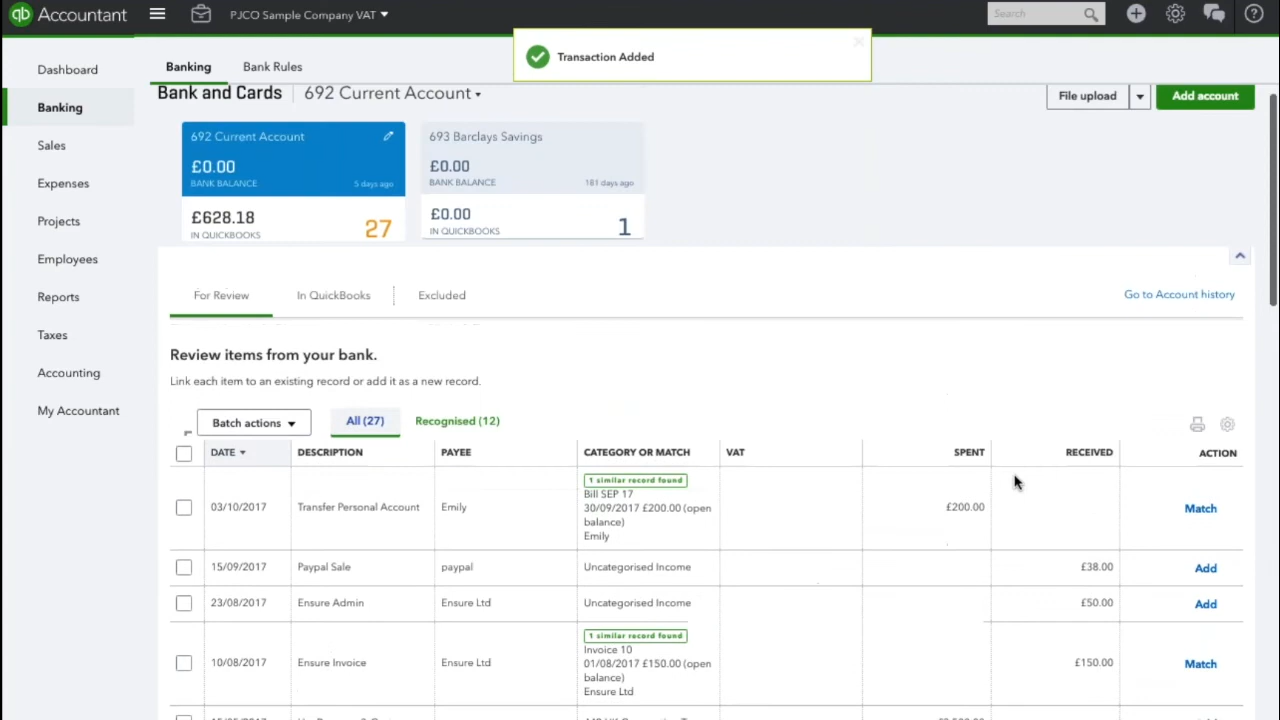 qb Accountant
PJCO Sample Company VAT
Search
Transaction Added
Dashboard
Banking
Sales
Expenses
Projects
Employees
Reports
Taxes
Accounting
My Accountant
Banking Bank Rules
Bank and Cards 692 Current Account
File upload Add account
692 Current Account
£0.00
BANK BALANCE 5 days ago
£628.18
IN QUICKBOOKS 27
693 Barclays Savings
£0.00
BANK BALANCE 181 days ago
£0.00
IN QUICKBOOKS 1
For Review In QuickBooks Excluded Go to Account history
Review items from your bank.
Link each item to an existing record or add it as a new record.
Batch actions All (27) Recognised (12)
DATE DESCRIPTION PAYEE CATEGORY OR MATCH VAT SPENT RECEIVED ACTION
1 similar record found
Bill SEP 17
03/10/2017 Transfer Personal Account Emily 30/09/2017 £200.00 (open £200.00 Match
balance)
Emily
15/09/2017 Paypal Sale paypal Uncategorised Income £38.00 Add
23/08/2017 Ensure Admin Ensure Ltd Uncategorised Income £50.00 Add
1 similar record found
Invoice 10
10/08/2017 Ensure Invoice Ensure Ltd 01/08/2017 £150.00 (open £150.00 Match
balance)
Ensure Ltd